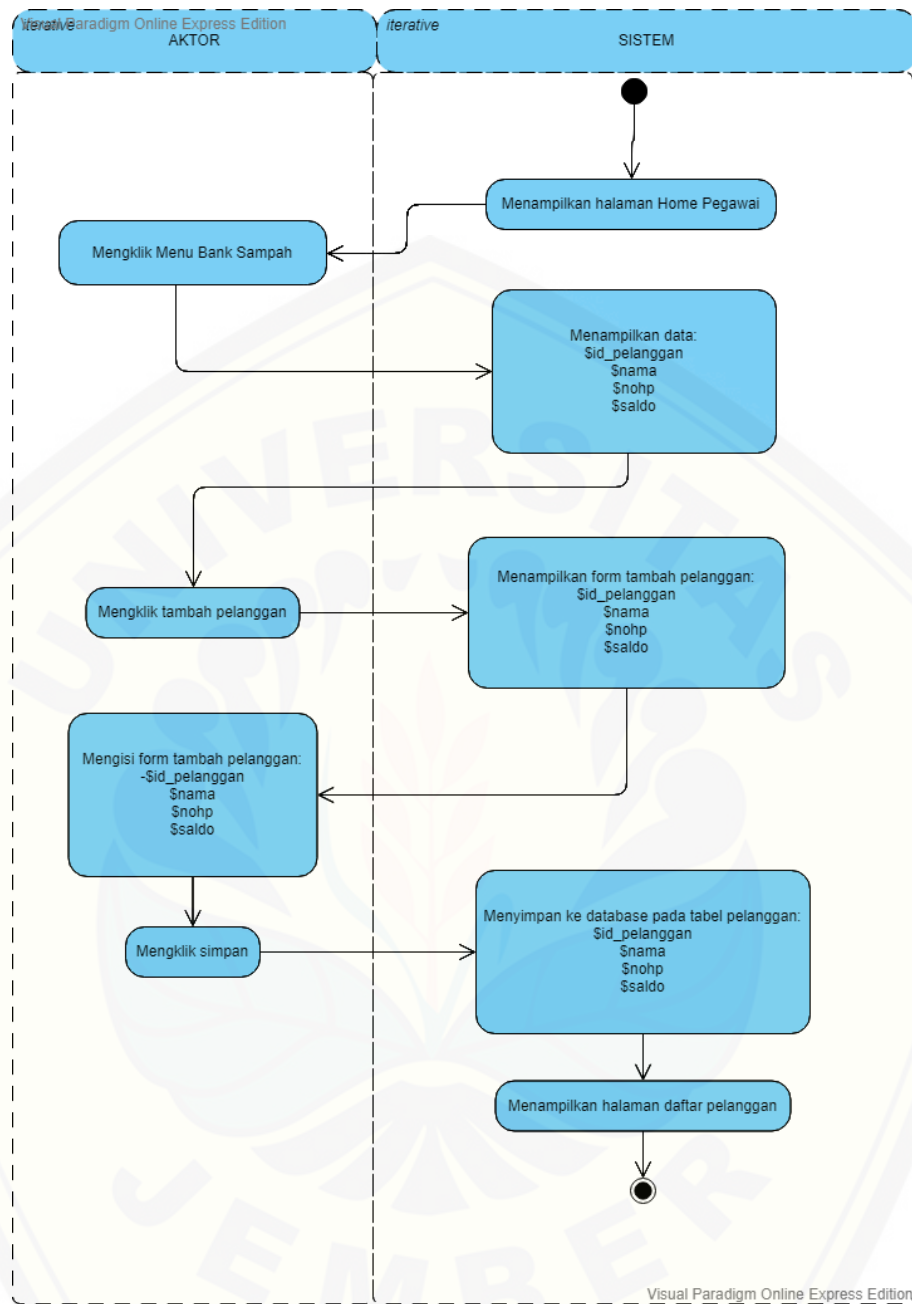 Visual Paradigm Online Express Edition
iterative
AKTOR
iterative
SISTEM
Menampilkan halaman Home Pegawai
Mengklik Menu Bank Sampah
Menampilkan data:
$id_pelanggan
$nama
$nohp
$saldo
Mengklik tambah pelanggan
Menampilkan form tambah pelanggan:
$id_pelanggan
$nama
$nohp
$saldo
Mengisi form tambah pelanggan:
-$id_pelanggan
$nama
$nohp
$saldo
Mengklik simpan
Menyimpan ke database pada tabel pelanggan:
$id_pelanggan
$nama
$nohp
$saldo
Menampilkan halaman daftar pelanggan
UNIVERSITAS
JEMBER
Visual Paradigm Online Express Edition